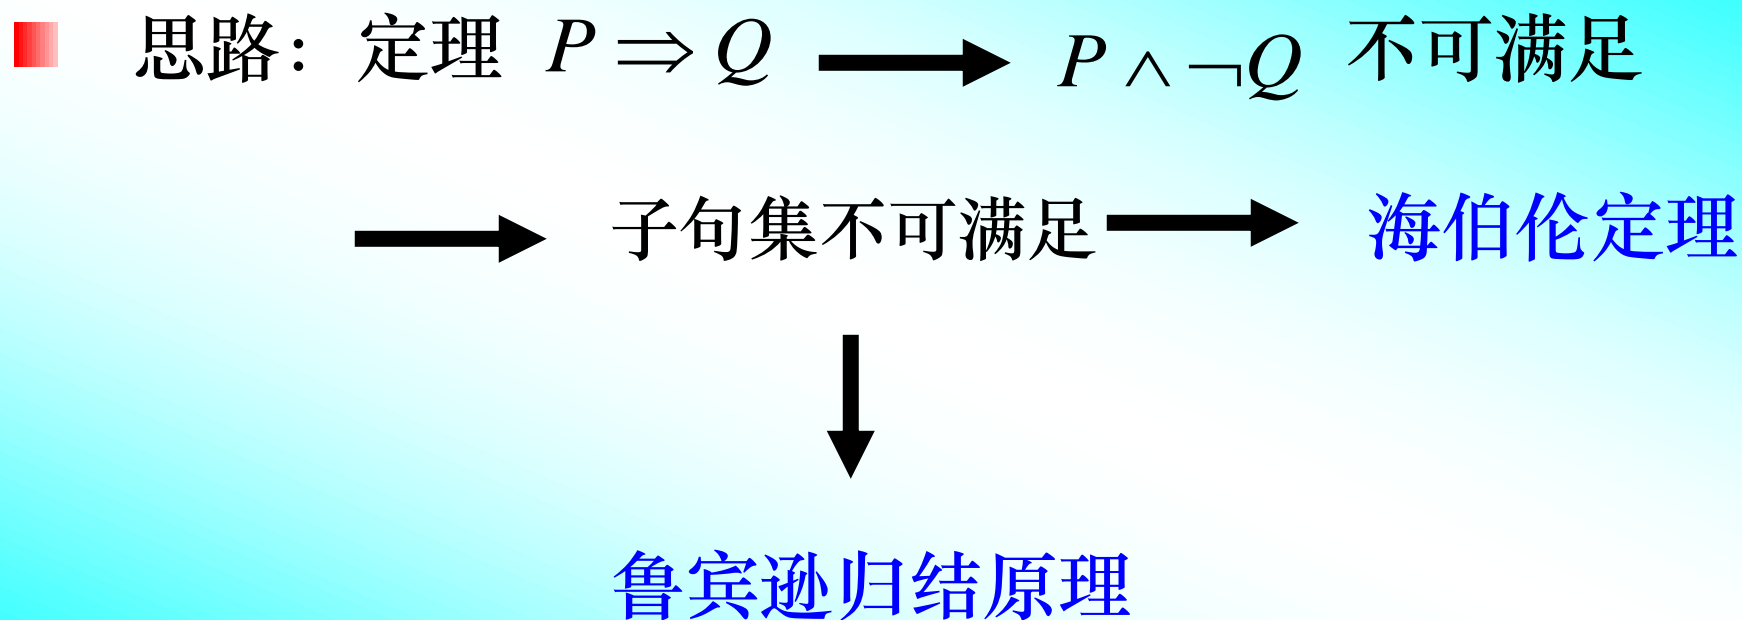 思路：定理 P ⇒ Q → P ∧ ¬Q 不可满足
→ 子句集不可满足 → 海伯伦定理
↓
鲁宾逊归结原理